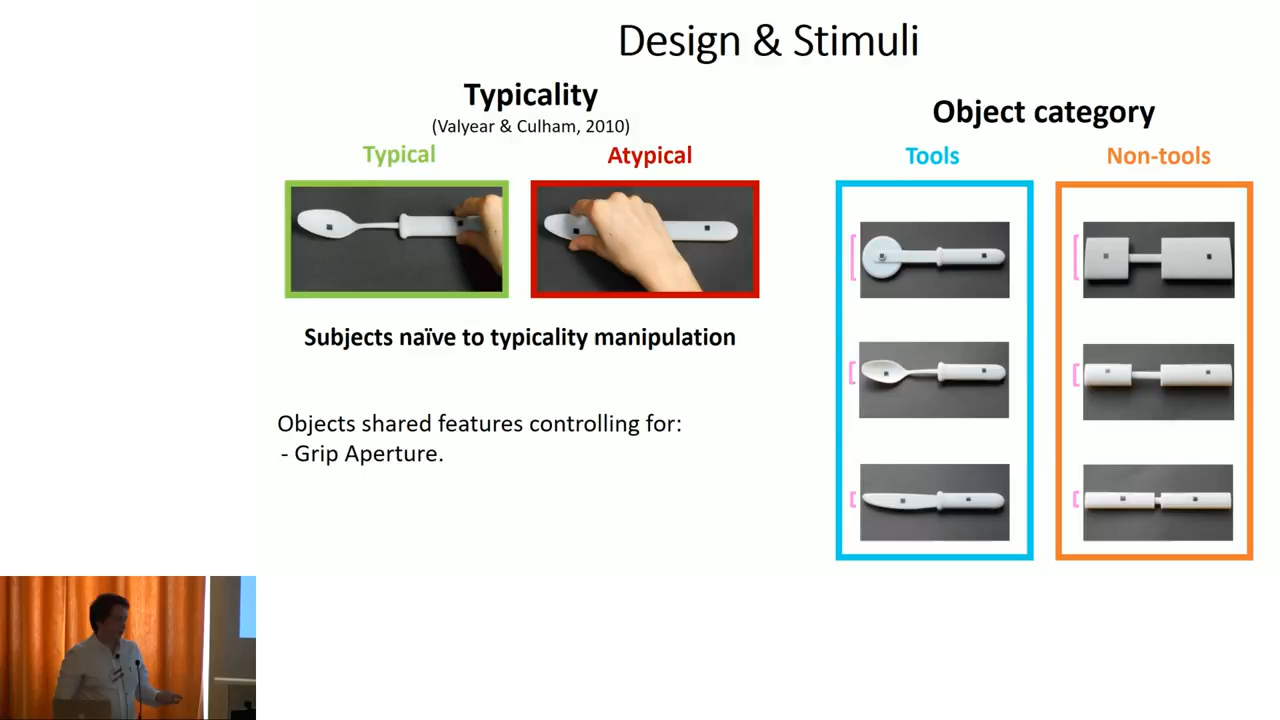 Design & Stimuli
Typicality
(Valyear & Culham, 2010)
Typical
Atypical
Subjects naïve to typicality manipulation
Objects shared features controlling for:
- Grip Aperture.
Object category
Tools
Non-tools